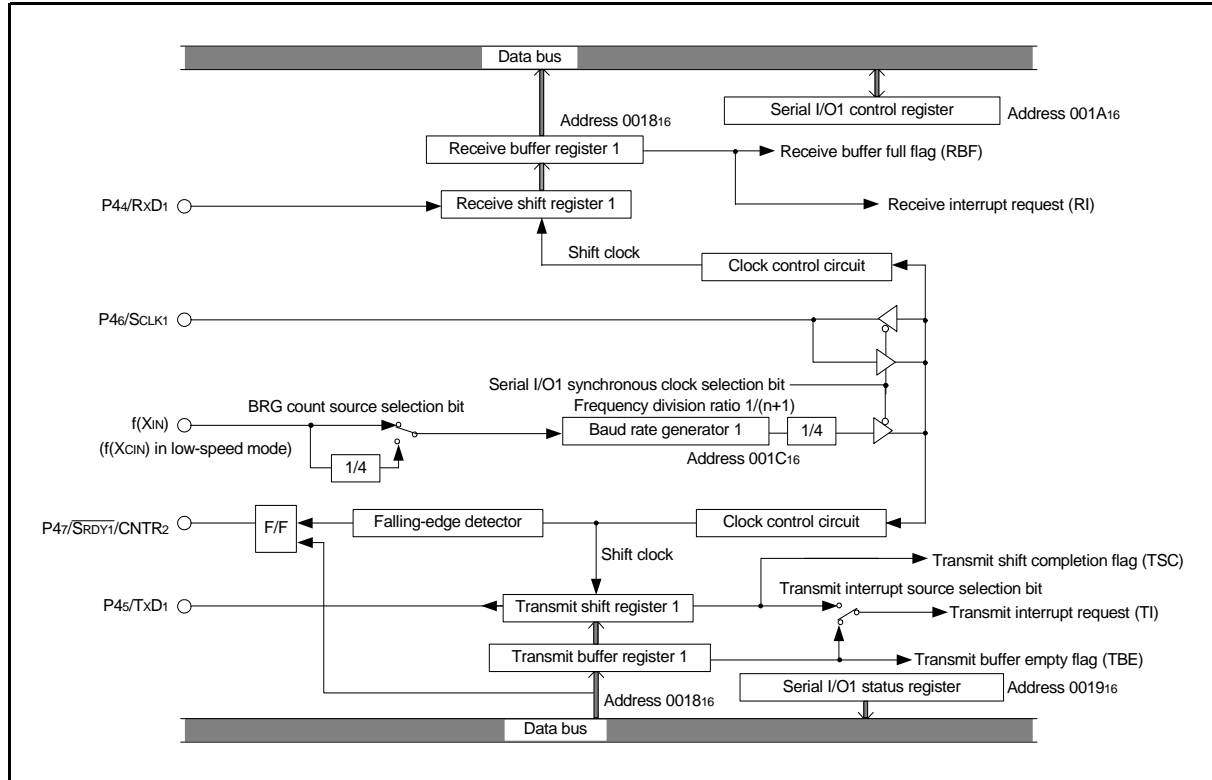 Data bus
Serial I/O1 control register
Address 001A16
Address 001816
Receive buffer register 1
Receive buffer full flag (RBF)
P44/RXD1
Receive shift register 1
Receive interrupt request (RI)
Shift clock
Clock control circuit
P46/SCLK1
Serial I/O1 synchronous clock selection bit
BRG count source selection bit
Frequency division ratio 1/(n+1)
f(XIN)
Baud rate generator 1
1/4
(f(XCIN) in low-speed mode)
1/4
Address 001C16
P47/SRDY1/CNTR2
F/F
Falling-edge detector
Clock control circuit
Shift clock
Transmit shift completion flag (TSC)
Transmit interrupt source selection bit
P45/TXD1
Transmit shift register 1
Transmit interrupt request (TI)
Transmit buffer register 1
Transmit buffer empty flag (TBE)
Address 001816
Serial I/O1 status register
Address 001916
Data bus